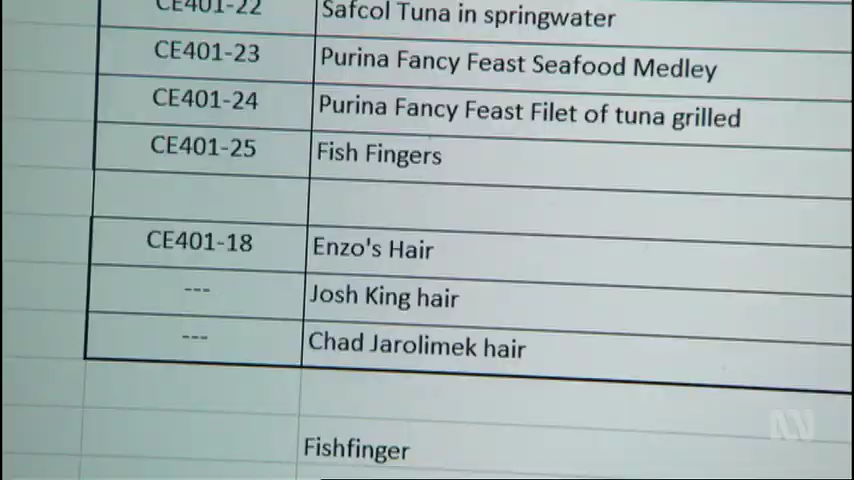 CE401-22 Safcol Tuna in springwater
CE401-23 Purina Fancy Feast Seafood Medley
CE401-24 Purina Fancy Feast Filet of tuna grilled
CE401-25 Fish Fingers
CE401-18 Enzo's Hair
--- Josh King hair
--- Chad Jarolimek hair
Fishfinger